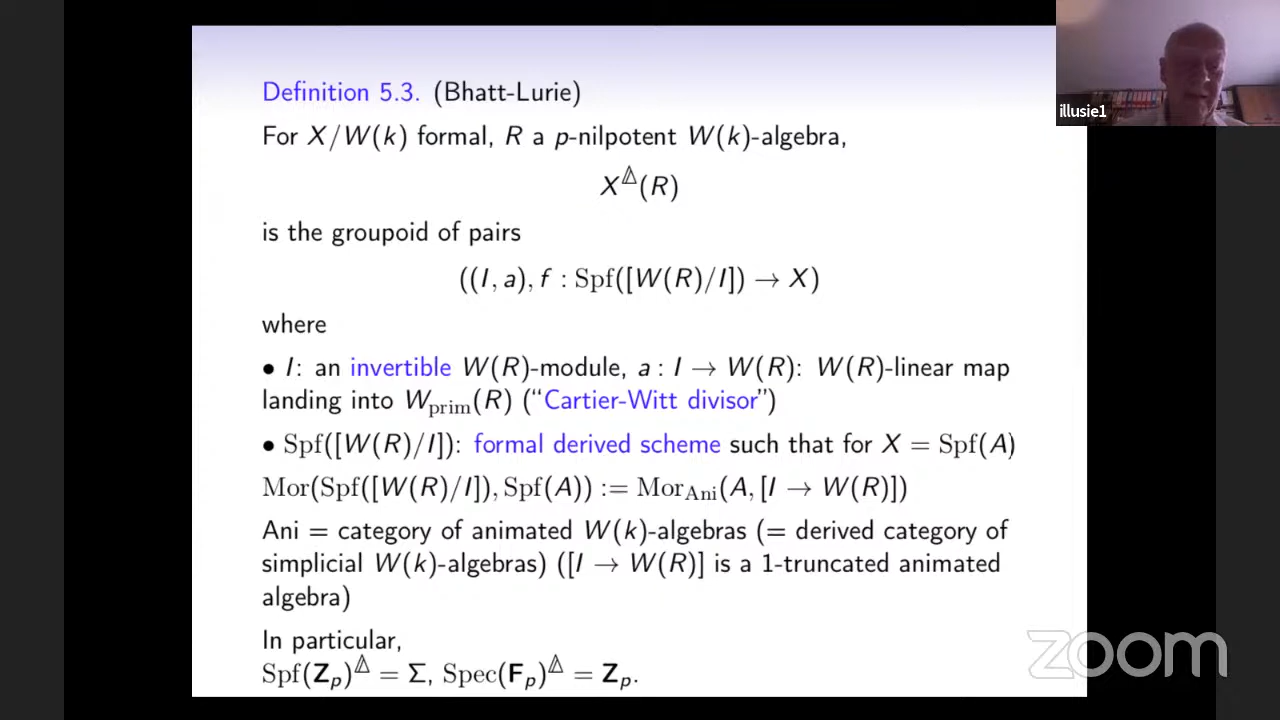 illusie1
Definition 5.3. (Bhatt-Lurie)
For X/W(k) formal, R a p-nilpotent W(k)-algebra,
X^𝚫(R)
is the groupoid of pairs
((I, a), f : Spf([W(R)/I]) → X)
where
• I: an invertible W(R)-module, a : I → W(R): W(R)-linear map
landing into W_prim(R) (“Cartier-Witt divisor”)
• Spf([W(R)/I]): formal derived scheme such that for X = Spf(A)
Mor(Spf([W(R)/I]), Spf(A)) := Mor_Ani(A, [I → W(R)])
Ani = category of animated W(k)-algebras (= derived category of
simplicial W(k)-algebras) ([I → W(R)] is a 1-truncated animated
algebra)
In particular,
Spf(Z_p)^𝚫 = Σ, Spec(F_p)^𝚫 = Z_p.
zoom